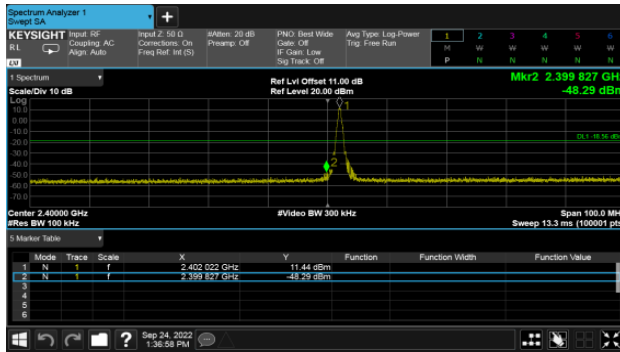 Spectrum Analyzer 1
Swept SA
+
KEYSIGHT Input: RF Input Z: 50 Ω #Atten: 20 dB PNO: Best Wide Avg Type: Log-Power 1 2 3 4 5 6
RL Coupling: AC Corrections: On Preamp: Off Gate: Off Trig: Free Run M W W W W W
Align: Auto Freq Ref: Int (S) IF Gain: Low
LXI Sig Track: Off P N N N N N
1 Spectrum Ref Lvl Offset 11.00 dB Mkr2 2.399 827 GH
Scale/Div 10 dB Ref Level 20.00 dBm -48.29 dBm
Log
10.0
0.00
-10.0
-20.0
-30.0
-40.0
-50.0
-60.0
-70.0
1
DL1 -18.56 dB
2
Center 2.40000 GHz #Video BW 300 kHz Span 100.0 MH
#Res BW 100 kHz Sweep 13.3 ms (100001 pts
5 Marker Table
Mode Trace Scale X Y Function Function Width Function Value
1 N 1 f 2.402 022 GHz 11.44 dBm
2 N 1 f 2.399 827 GHz -48.29 dBm
3
4
5
6
? Sep 24, 2022
1:36:58 PM